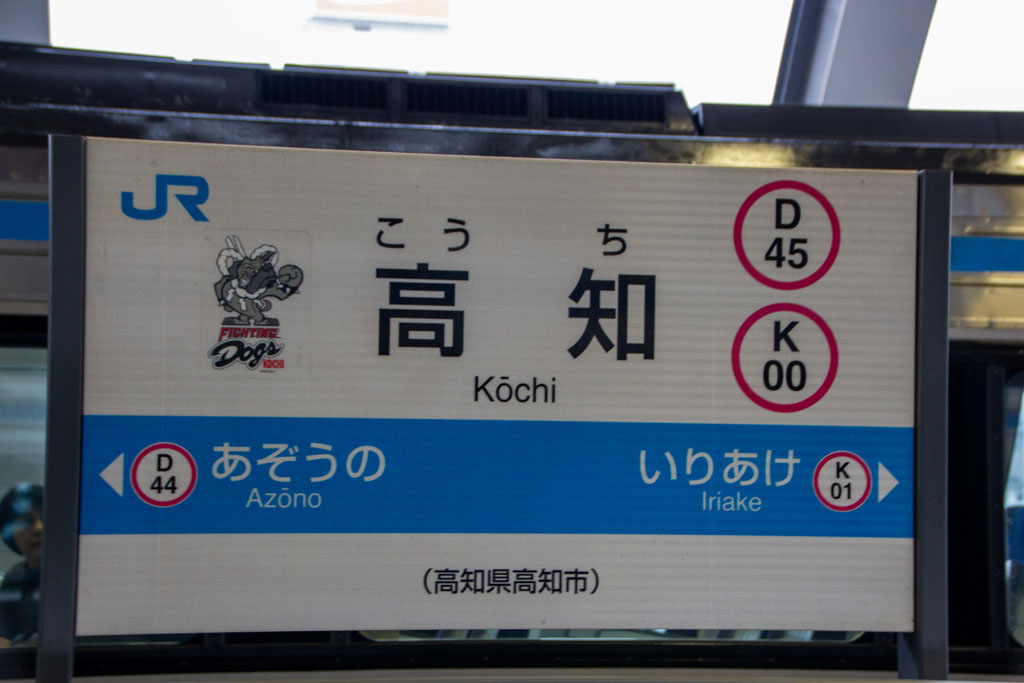 JR
こうち
高知
Kōchi
D
45
K
00
FIGHTING
Dogs
KOCHI
D
44
あぞうの
Azōno
いりあけ
Iriake
K
01
(高知県高知市)